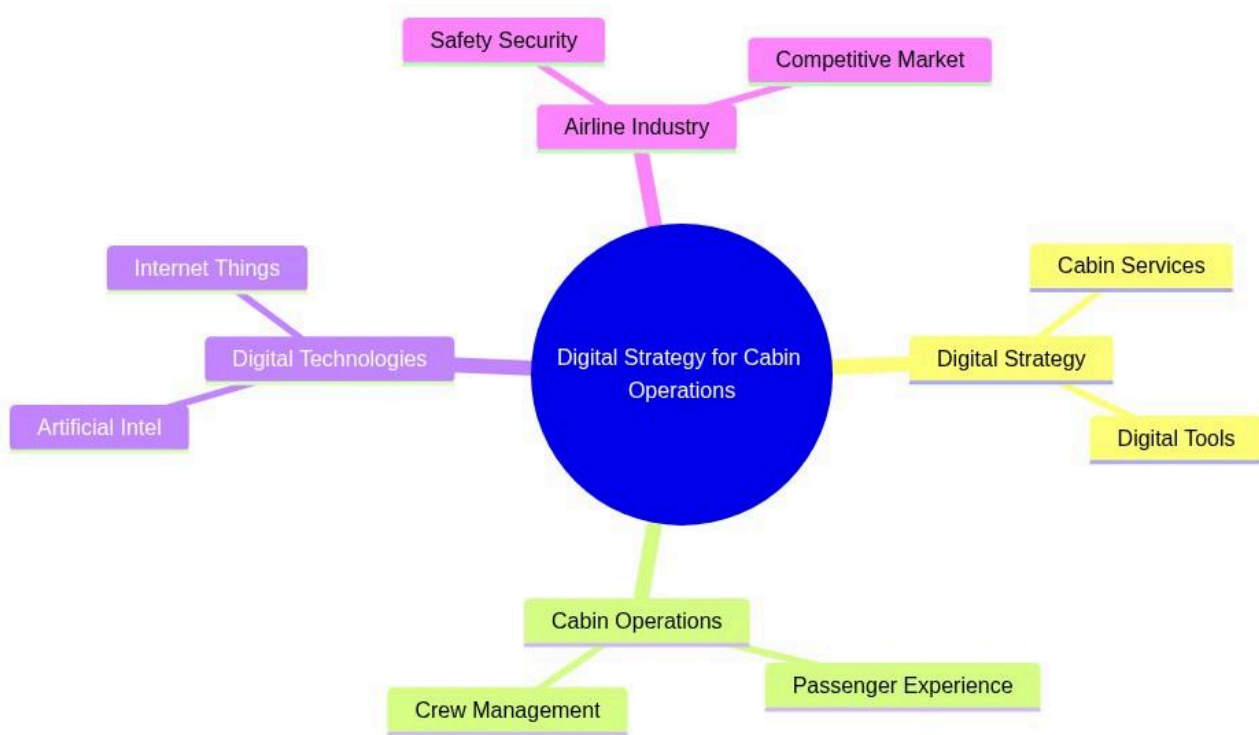 Safety Security
Competitive Market
Airline Industry
Internet Things
Cabin Services
Digital Technologies
Digital Strategy for Cabin
Operations
Digital Strategy
Artificial Intel
Digital Tools
Cabin Operations
Passenger Experience
Crew Management